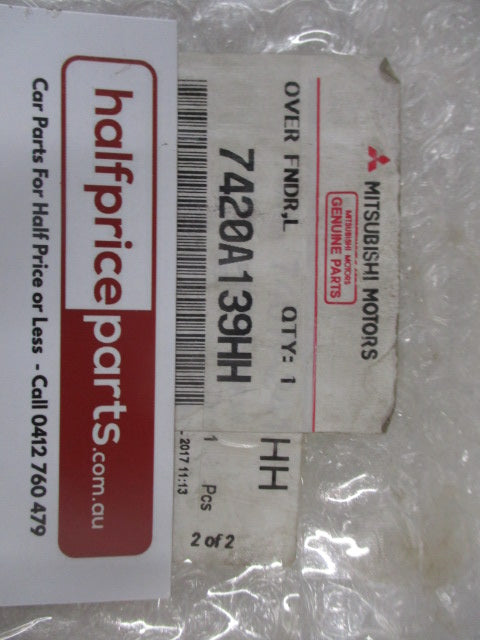 MITSUBISHI MOTORS
MITSUBISHI MOTORS
GENUINE PARTS
OVER FNDR,L QTY: 1
7420A139HH
HH
1 Pcs
- 2017 11:13
2 of 2
halfpriceparts.com.au
Car Parts For Half Price or Less - Call 0412 760 479